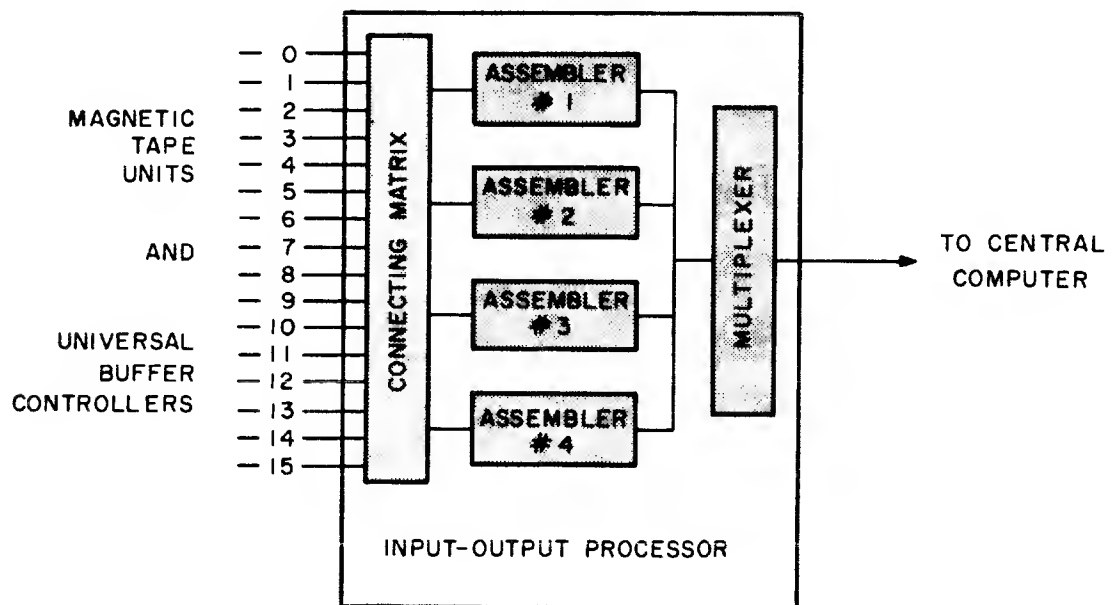 MAGNETIC
TAPE
UNITS
AND
UNIVERSAL
BUFFER
CONTROLLERS
— 0
— 1
— 2
— 3
— 4
— 5
— 6
— 7
— 8
— 9
— 10
— 11
— 12
— 13
— 14
— 15
CONNECTING MATRIX
ASSEMBLER
# 1
ASSEMBLER
# 2
ASSEMBLER
# 3
ASSEMBLER
# 4
MULTIPLEXER
TO CENTRAL
COMPUTER
INPUT-OUTPUT PROCESSOR